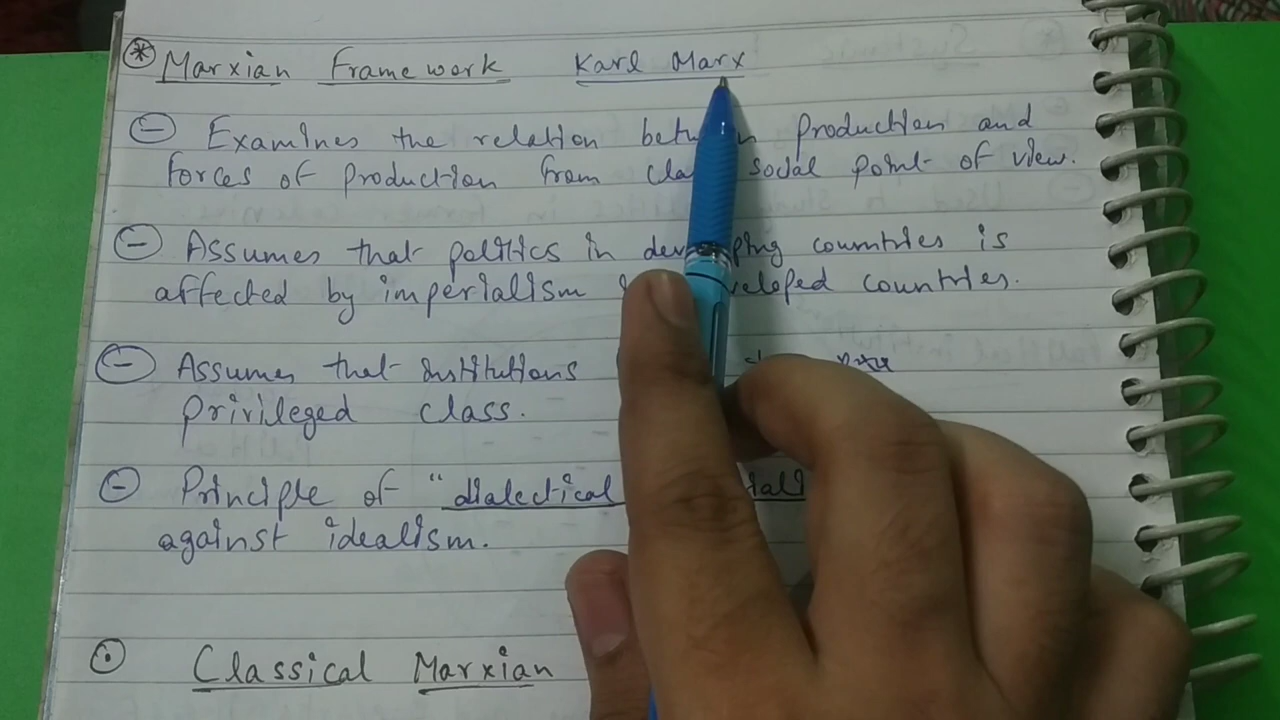 * Marxian Framework Karl Marx
- Examines the relation production and
forces of production from social point of view.
- Assumes that politics in countries is
affected by imperialism countries.
- Assumes that institutions
privileged class.
- Principle of "dialectical
against idealism.
Classical Marxian